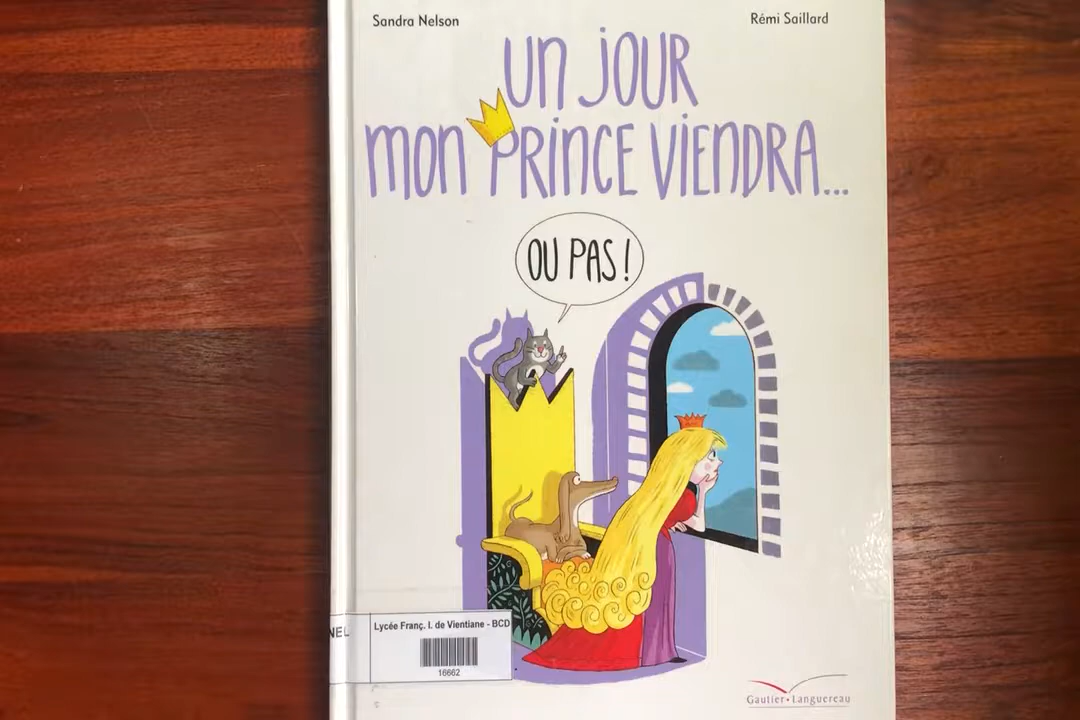 Sandra Nelson
Rémi Saillard
un jour
mon PRINCE VIENDRA...
OU PAS !
NEL
Lycée Franç. I. de Vientiane - BCD
16662
Gautier • Languereau